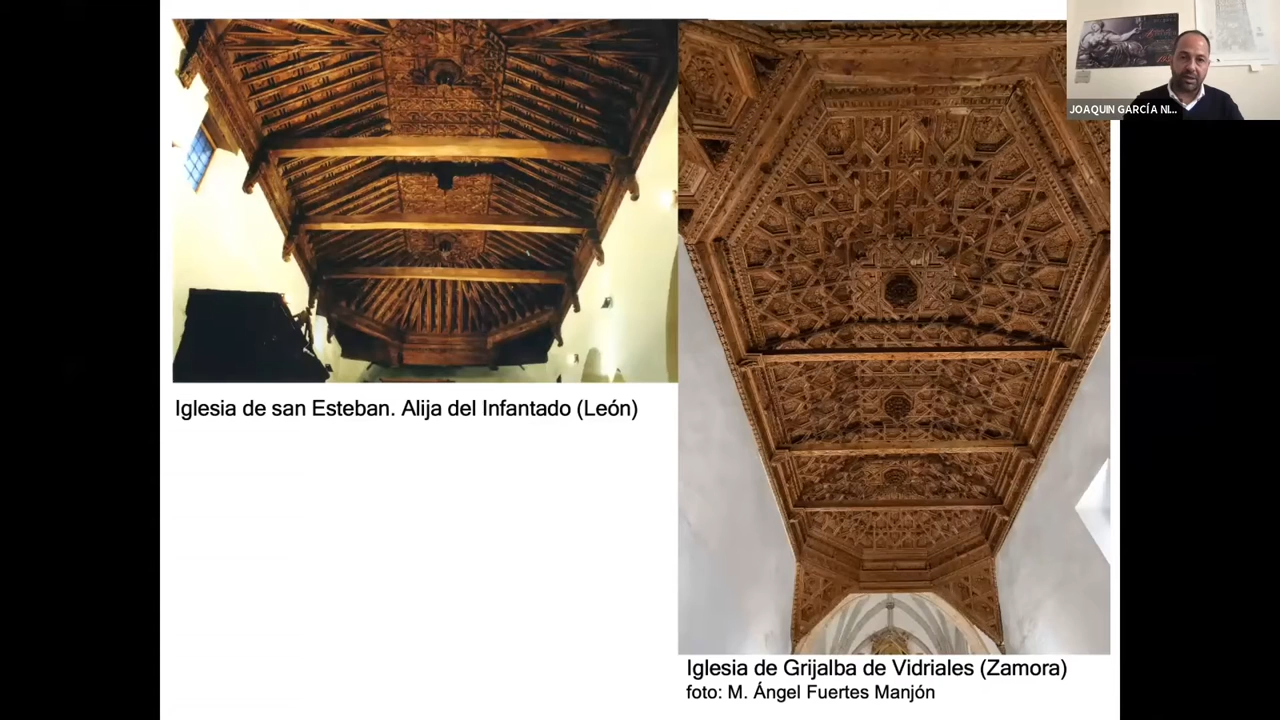 JOAQUIN GARCÍA NI...
Iglesia de san Esteban. Alija del Infantado (León)
Iglesia de Grijalba de Vidriales (Zamora)
foto: M. Ángel Fuertes Manjón